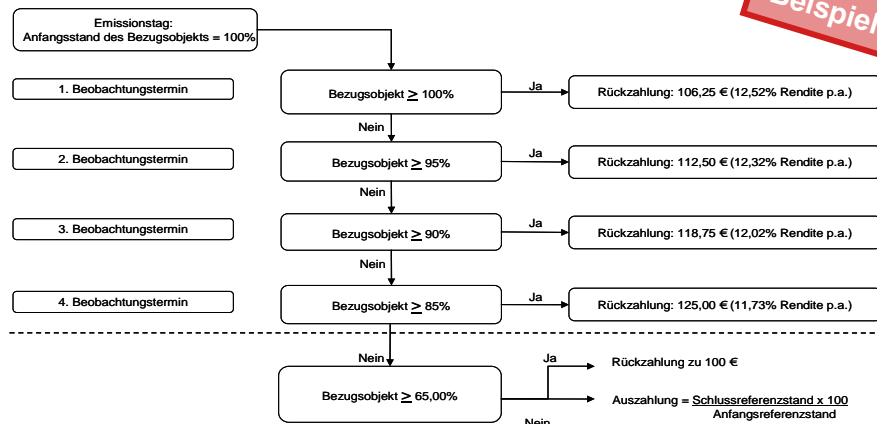 Beispiel
Emissionstag:
Anfangsstand des Bezugsobjekts = 100%
1. Beobachtungstermin
Bezugsobjekt ≥ 100%
Ja
Rückzahlung: 106,25 € (12,52% Rendite p.a.)
Nein
2. Beobachtungstermin
Bezugsobjekt ≥ 95%
Ja
Rückzahlung: 112,50 € (12,32% Rendite p.a.)
Nein
3. Beobachtungstermin
Bezugsobjekt ≥ 90%
Ja
Rückzahlung: 118,75 € (12,02% Rendite p.a.)
Nein
4. Beobachtungstermin
Bezugsobjekt ≥ 85%
Ja
Rückzahlung: 125,00 € (11,73% Rendite p.a.)
Nein
Bezugsobjekt ≥ 65,00%
Ja
Rückzahlung zu 100 €
Auszahlung = Schlussreferenzstand x 100
Anfangsreferenzstand
Nein